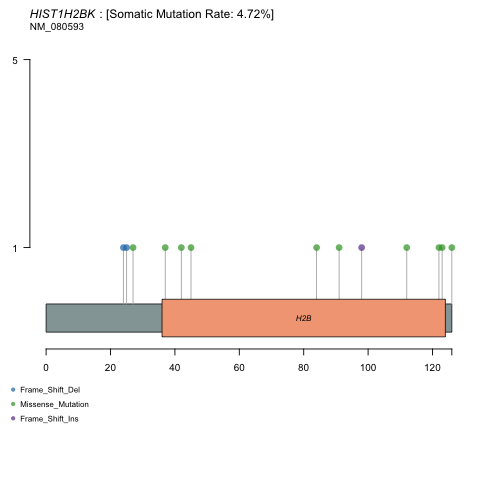 HIST1H2BK : [Somatic Mutation Rate: 4.72%]
NM_080593
5
1
H2B
0 20 40 60 80 100 120
Frame_Shift_Del
Missense_Mutation
Frame_Shift_Ins